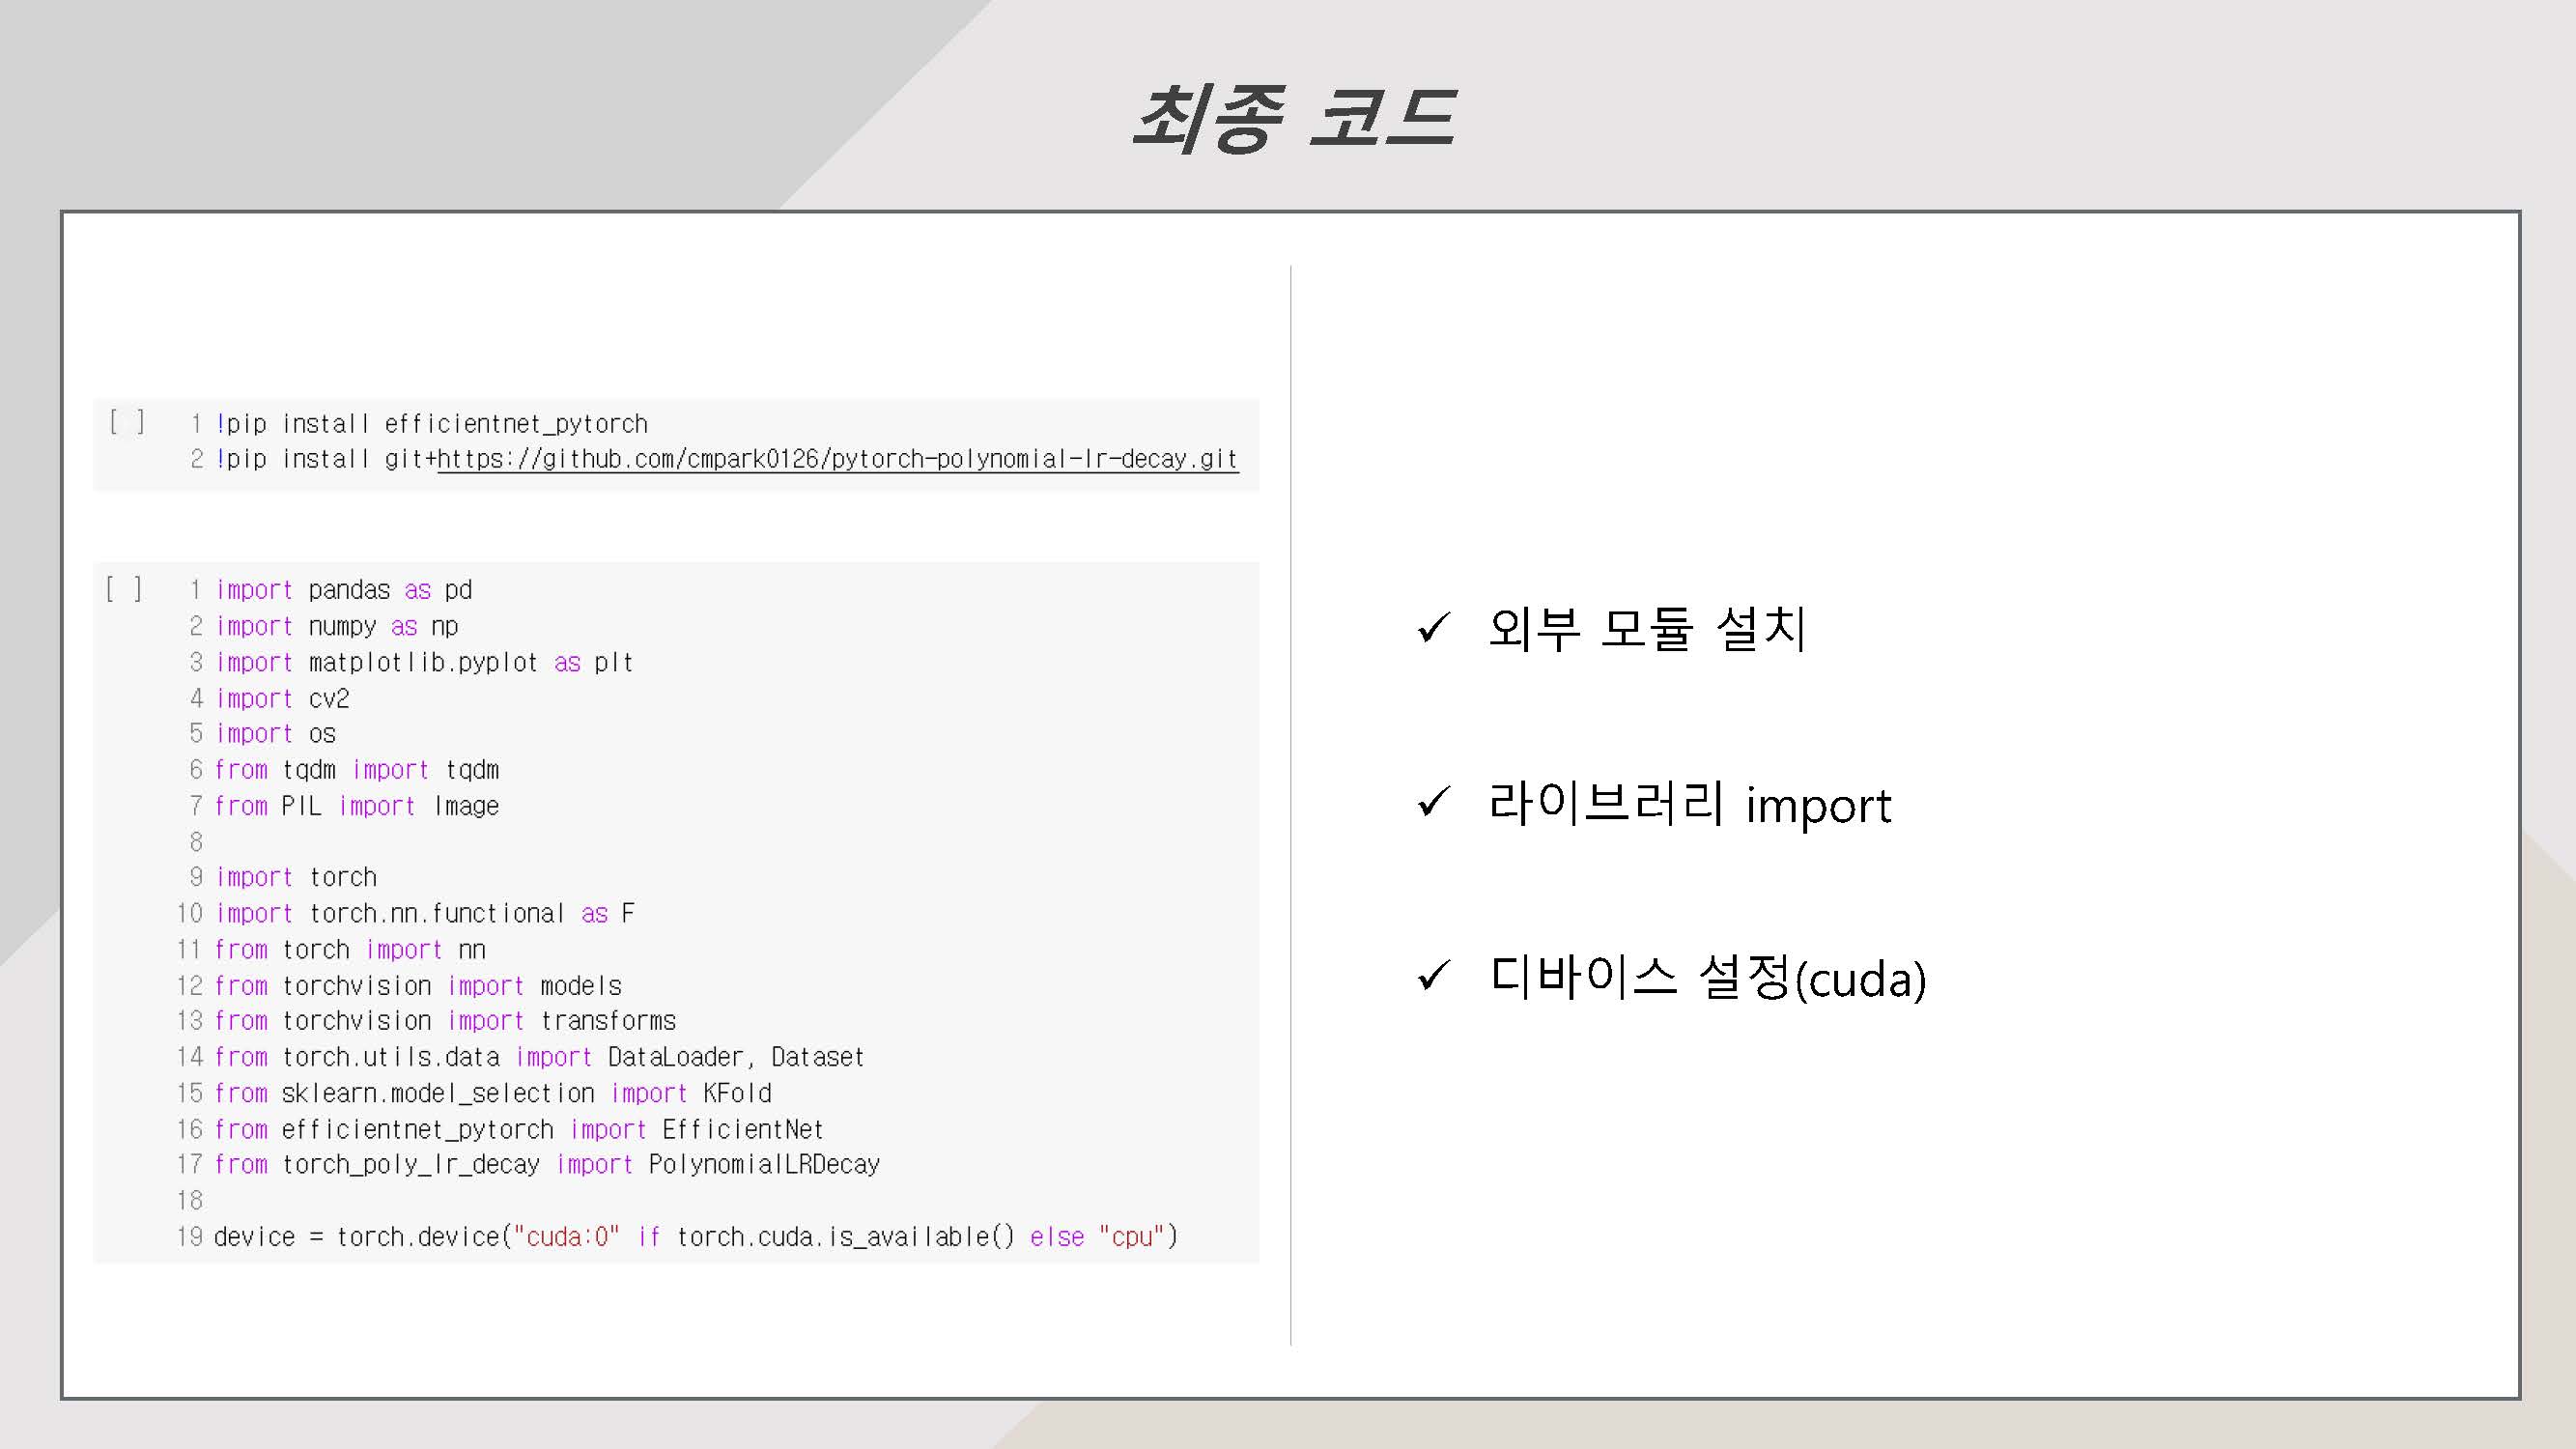 최종 코드
[ ] 1 !pip install efficientnet_pytorch
2 !pip install git+https://github.com/cmpark0126/pytorch-polynomial-lr-decay.git
[ ] 1 import pandas as pd
2 import numpy as np
3 import matplotlib.pyplot as plt
4 import cv2
5 import os
6 from tqdm import tqdm
7 from PIL import Image
8
9 import torch
10 import torch.nn.functional as F
11 from torch import nn
12 from torchvision import models
13 from torchvision import transforms
14 from torch.utils.data import DataLoader, Dataset
15 from sklearn.model_selection import KFold
16 from efficientnet_pytorch import EfficientNet
17 from torch_poly_lr_decay import PolynomialLRDecay
18
19 device = torch.device("cuda:0" if torch.cuda.is_available() else "cpu")
✓ 외부 모듈 설치
✓ 라이브러리 import
✓ 디바이스 설정(cuda)